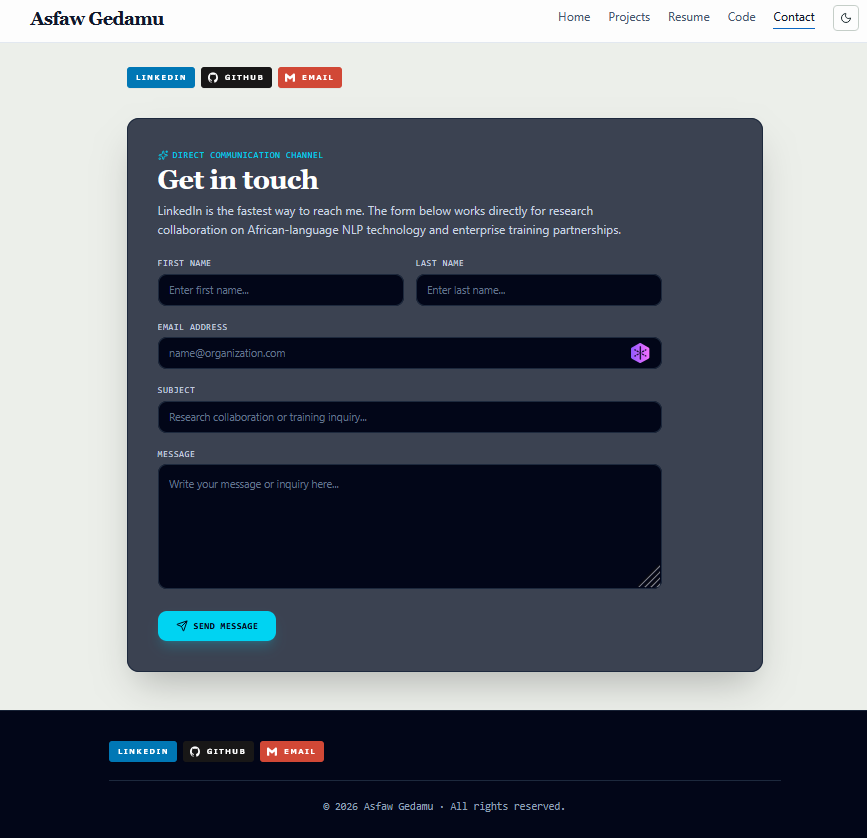 Asfaw Gedamu
Home Projects Resume Code Contact
LINKEDIN GITHUB EMAIL
DIRECT COMMUNICATION CHANNEL
Get in touch
LinkedIn is the fastest way to reach me. The form below works directly for research
collaboration on African-language NLP technology and enterprise training partnerships.
FIRST NAME LAST NAME
Enter first name... Enter last name...
EMAIL ADDRESS
name@organization.com
SUBJECT
Research collaboration or training inquiry...
MESSAGE
Write your message or inquiry here...
SEND MESSAGE
LINKEDIN GITHUB EMAIL
© 2026 Asfaw Gedamu · All rights reserved.